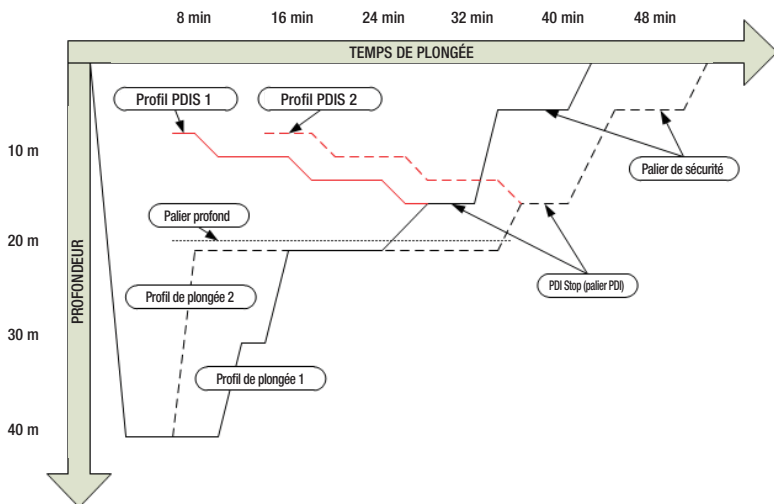 8 min 16 min 24 min 32 min 40 min 48 min
TEMPS DE PLONGÉE
Profil PDIS 1 Profil PDIS 2
10 m
Palier de sécurité
Palier profond
20 m
PDI Stop (palier PDI)
Profil de plongée 2
PROFONDEUR
30 m
Profil de plongée 1
40 m